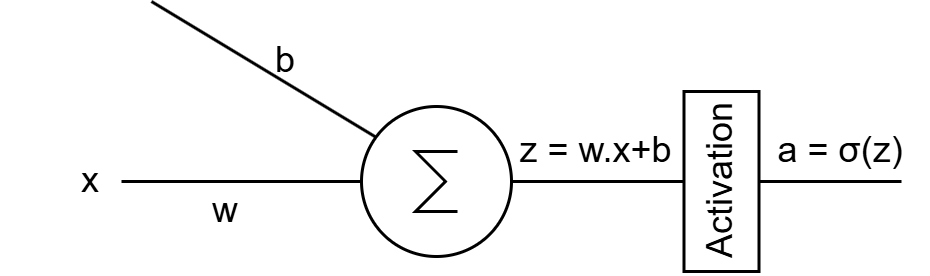 b
x
w
Σ
z = w.x+b
Activation
a = σ(z)